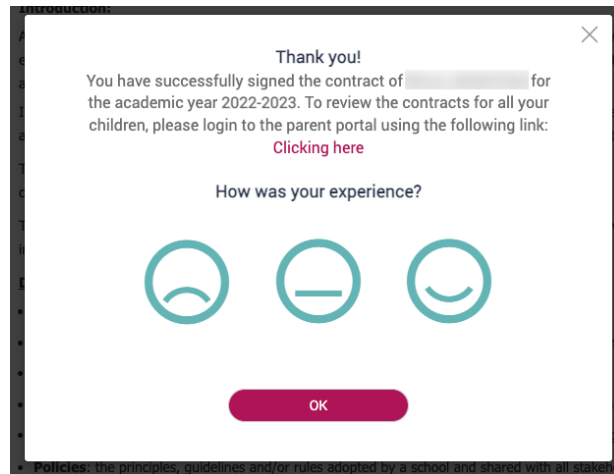 Introduction:
Thank you!
You have successfully signed the contract of for
the academic year 2022-2023. To review the contracts for all your
children, please login to the parent portal using the following link:
Clicking here
How was your experience?
OK
Policies: the principles, guidelines and/or rules adopted by a school and shared with all